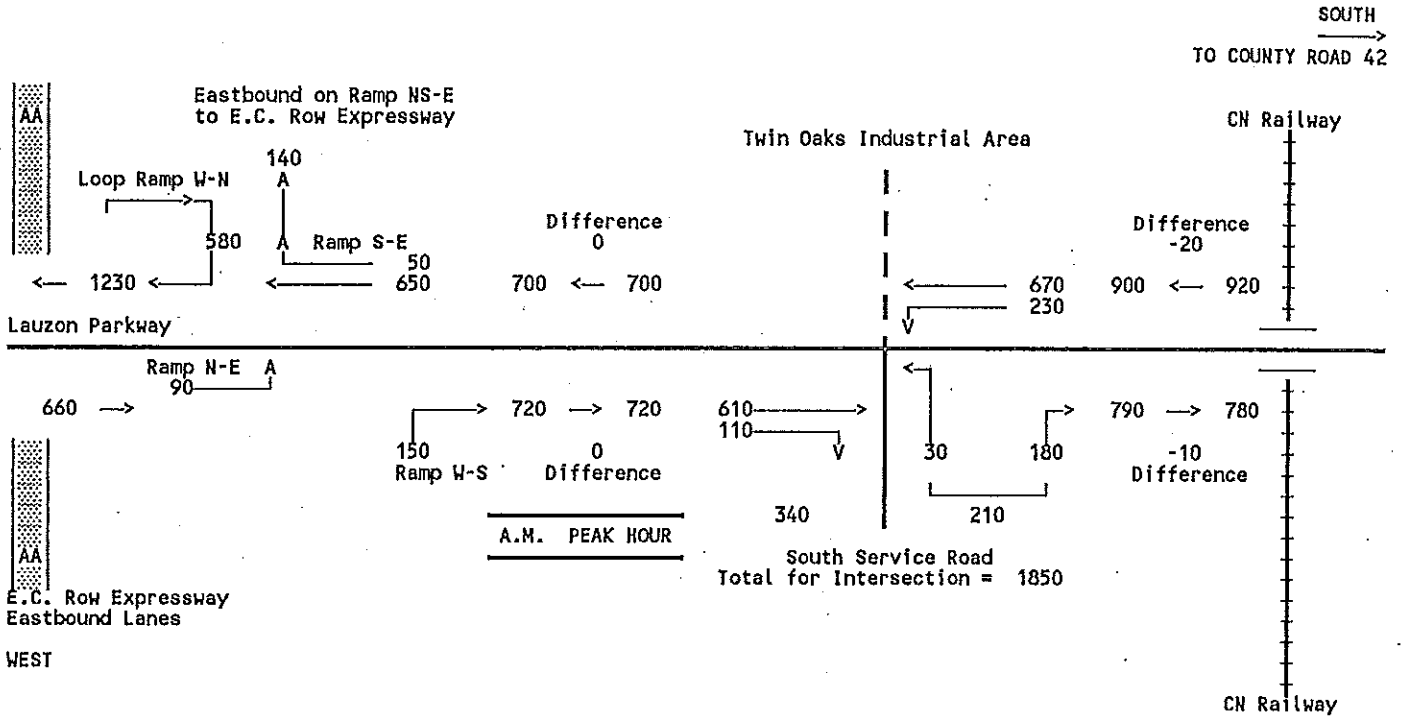 SOUTH
TO COUNTY ROAD 42
Eastbound on Ramp NS-E
to E.C. Row Expressway
AA
CN Railway
Twin Oaks Industrial Area
140
A
Loop Ramp W-N
Difference
0
Difference
-20
580
A Ramp S-E
50
1230
650
700
700
670
900
920
230
V
Lauzon Parkway
Ramp N-E A
90
660
720
720
610
790
780
110
V
150
0
30
180
-10
Ramp W-S
Difference
Difference
340
210
A.M. PEAK HOUR
AA
South Service Road
Total for Intersection = 1850
E.C. Row Expressway
Eastbound Lanes
WEST
CN Railway